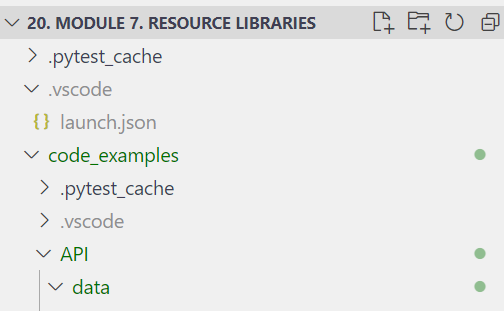 20. MODULE 7. RESOURCE LIBRARIES
.pytest_cache
.vscode
{} launch.json
code_examples
.pytest_cache
.vscode
API
data